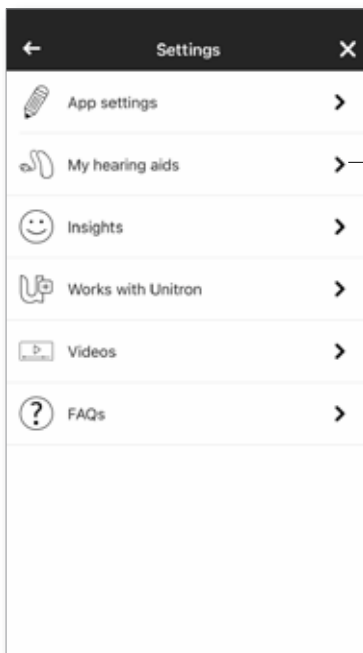 Settings
App settings
My hearing aids
Insights
Works with Unitron
Videos
FAQs